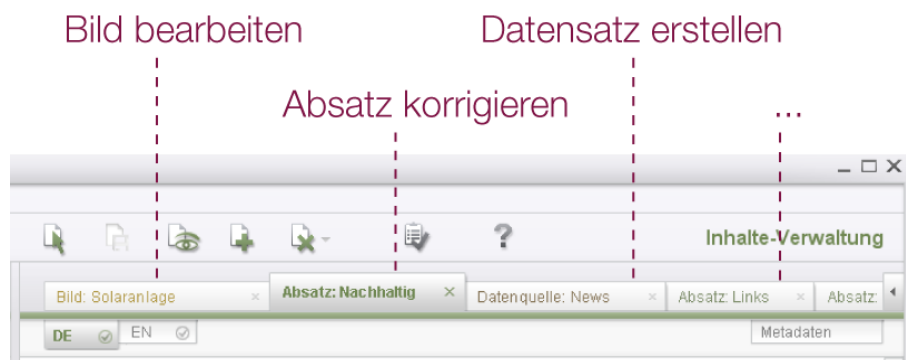 Bild bearbeiten Datensatz erstellen
Absatz korrigieren ...
? Inhalte-Verwaltung
Bild: Solaranlage × Absatz: Nachhaltig × Datenquelle: News × Absatz: Links × Absatz:
DE EN Metadaten